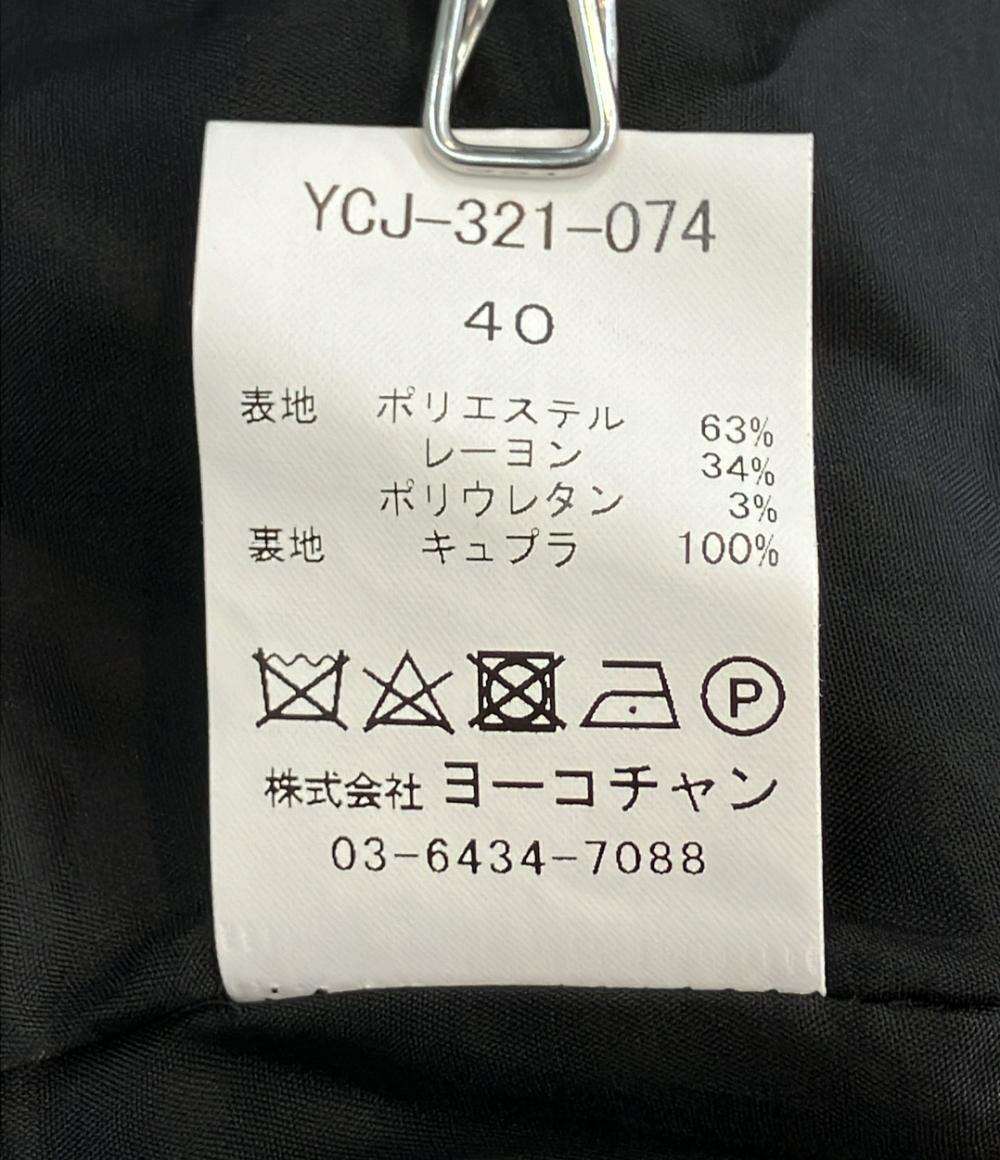 YCJ-321-074
40
表地 ポリエステル 63%
レーヨン 34%
ポリウレタン 3%
裏地 キュプラ 100%
P
株式会社 ヨーコチャン
03-6434-7088